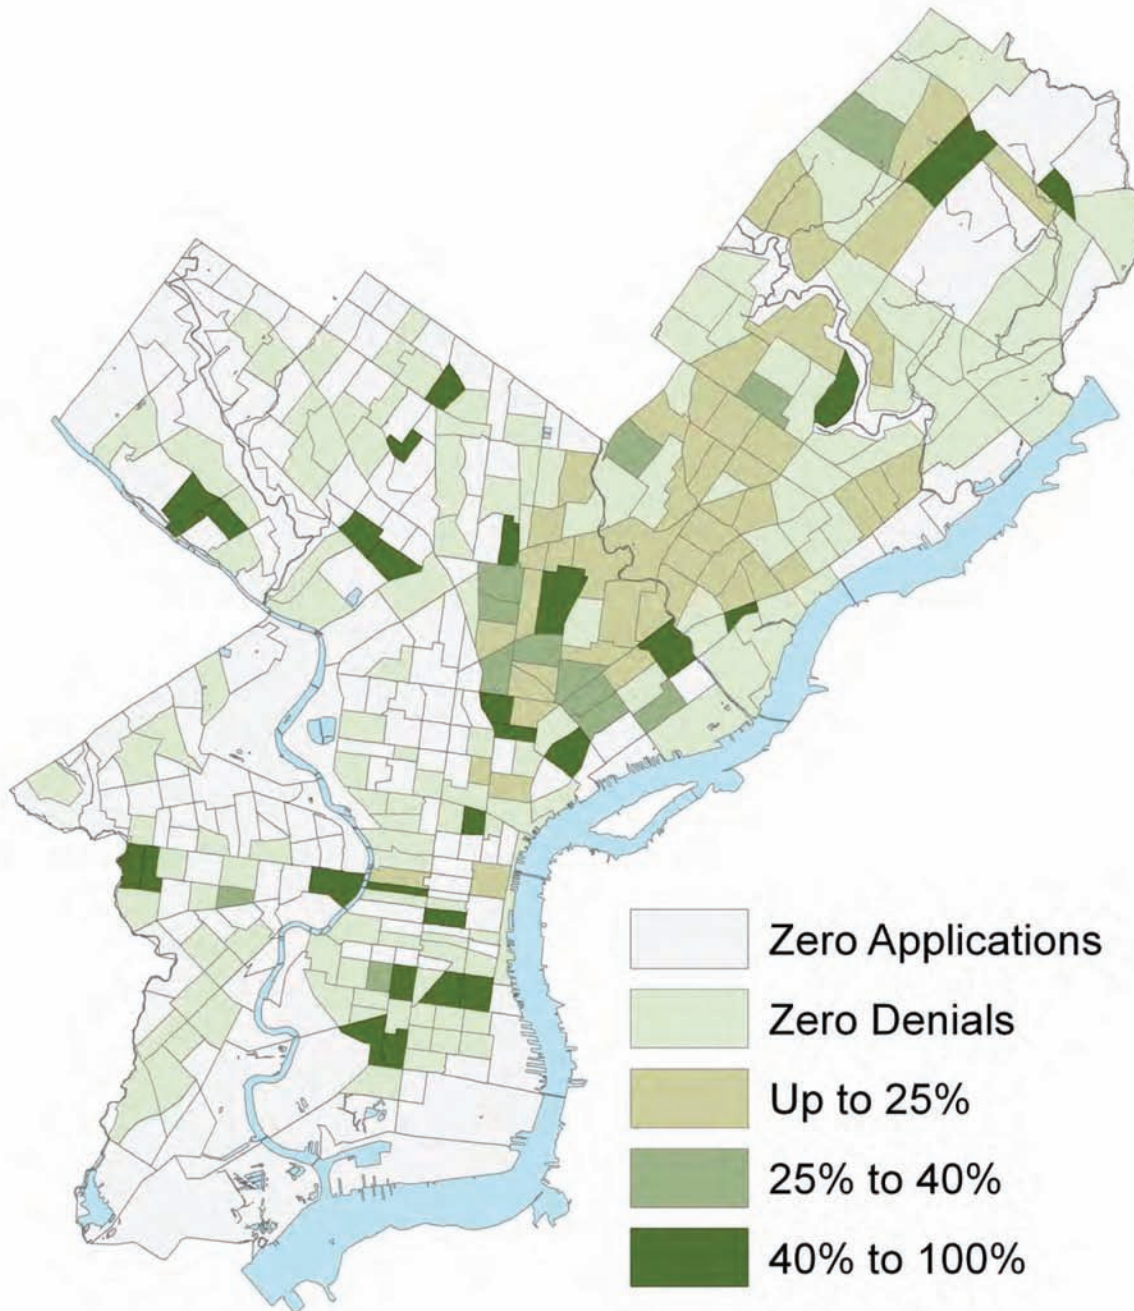 Zero Applications
Zero Denials
Up to 25%
25% to 40%
40% to 100%